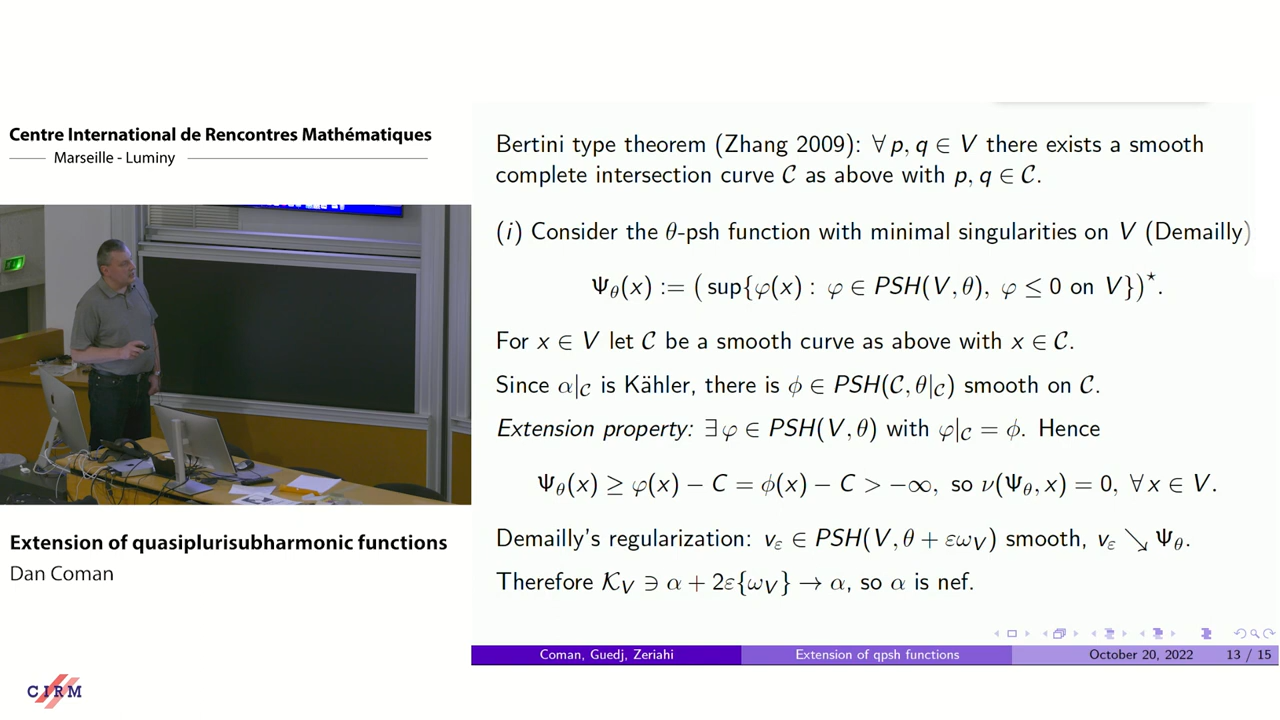 Centre International de Rencontres Mathématiques
Marseille - Luminy
Extension of quasiplurisubharmonic functions
Dan Coman
CIRM
Bertini type theorem (Zhang 2009): ∀ p, q ∈ V there exists a smooth
complete intersection curve 𝒞 as above with p, q ∈ 𝒞.
(i) Consider the θ-psh function with minimal singularities on V (Demailly)
Ψ_θ(x) := ( sup{φ(x) : φ ∈ PSH(V, θ), φ ≤ 0 on V})^⋆.
For x ∈ V let 𝒞 be a smooth curve as above with x ∈ 𝒞.
Since α|_𝒞 is Kähler, there is ϕ ∈ PSH(𝒞, θ|_𝒞) smooth on 𝒞.
Extension property: ∃ φ ∈ PSH(V, θ) with φ|_𝒞 = ϕ. Hence
Ψ_θ(x) ≥ φ(x) − C = ϕ(x) − C > −∞, so ν(Ψ_θ, x) = 0, ∀ x ∈ V.
Demailly's regularization: v_ε ∈ PSH(V, θ + εω_V) smooth, v_ε ↘ Ψ_θ.
Therefore 𝒦_V ∋ α + 2ε{ω_V} → α, so α is nef.
Coman, Guedj, Zeriahi
Extension of qpsh functions
October 20, 2022
13 / 15